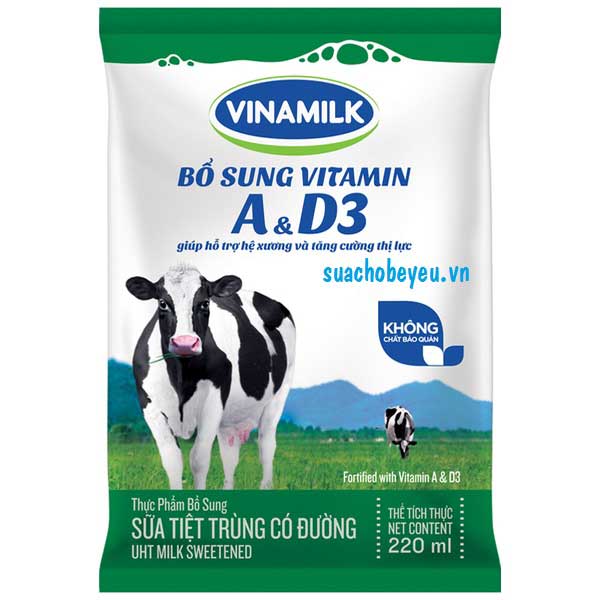 VINAMILK
BỔ SUNG VITAMIN
A & D3
giúp hỗ trợ hệ xương và tăng cường thị lực
suachobeyeu.vn
KHÔNG
CHẤT BẢO QUẢN
Fortified with Vitamin A & D3
Thực Phẩm Bổ Sung
SỮA TIỆT TRÙNG CÓ ĐƯỜNG
UHT MILK SWEETENED
THỂ TÍCH THỰC
NET CONTENT
220 ml